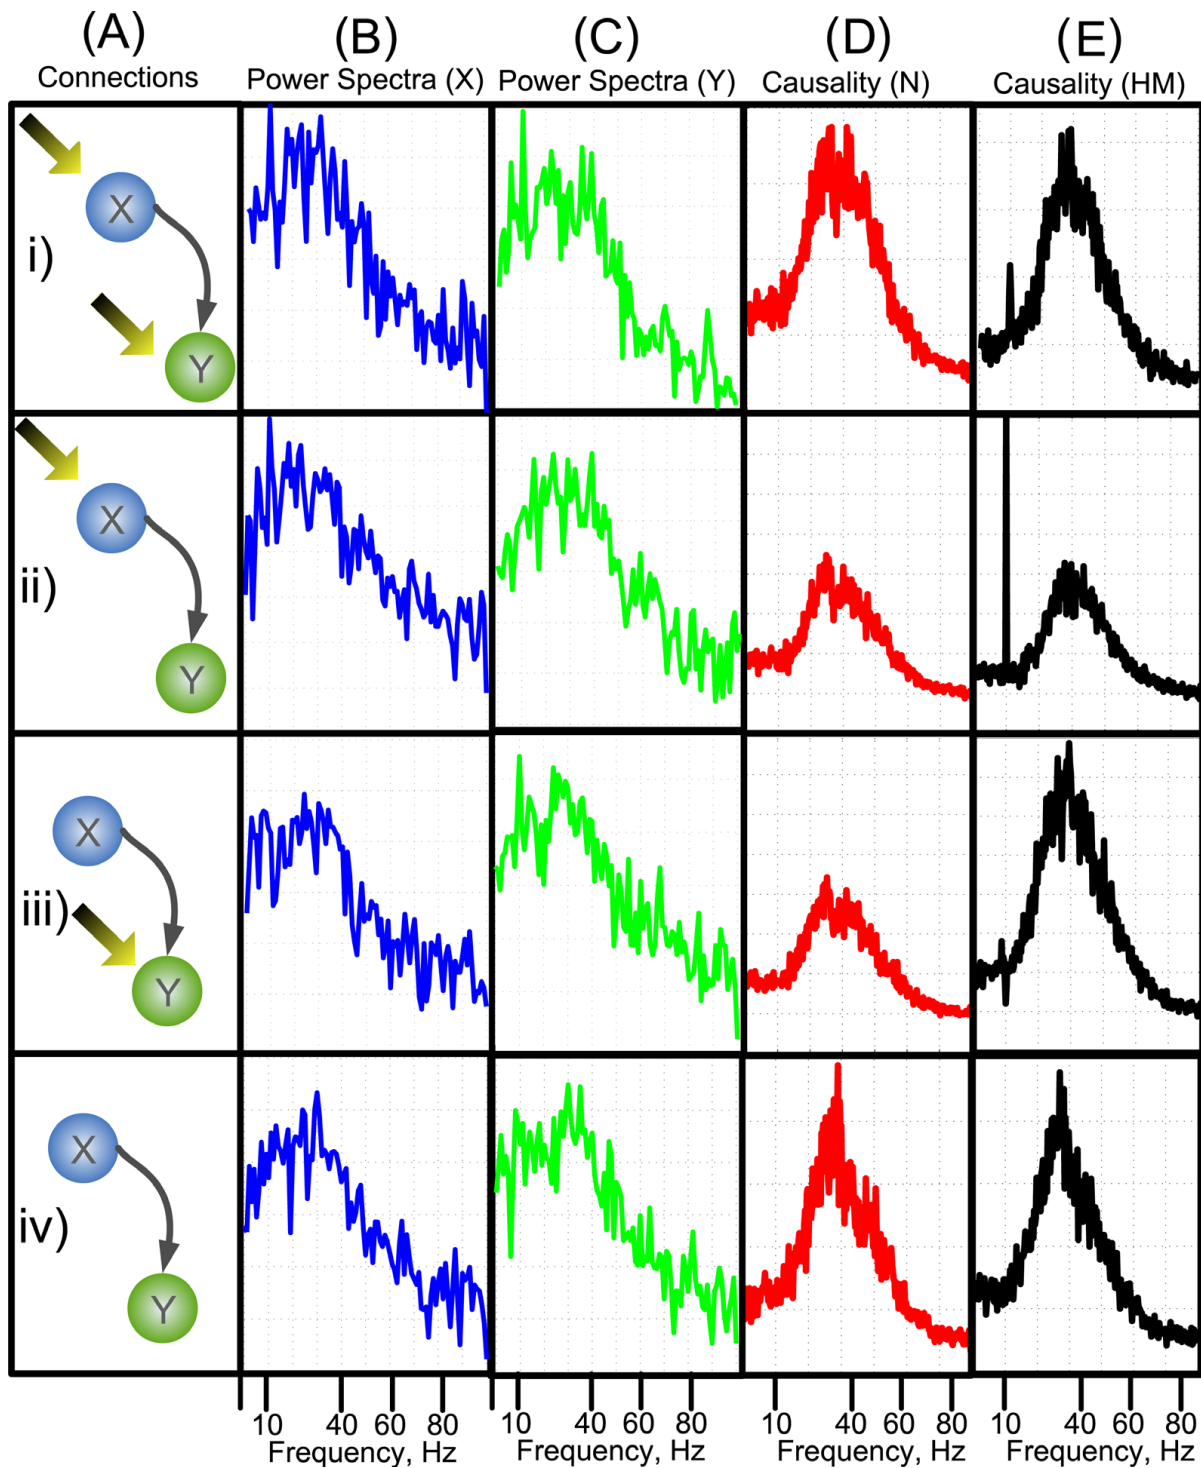 (A) (B) (C) (D) (E)
Connections Power Spectra (X) Power Spectra (Y) Causality (N) Causality (HM)
X
i)
Y
X
ii)
Y
X
iii)
Y
X
iv)
Y
10 40 60 80 10 40 60 80 10 40 60 80 10 40 60 80
Frequency, Hz Frequency, Hz Frequency, Hz Frequency, Hz